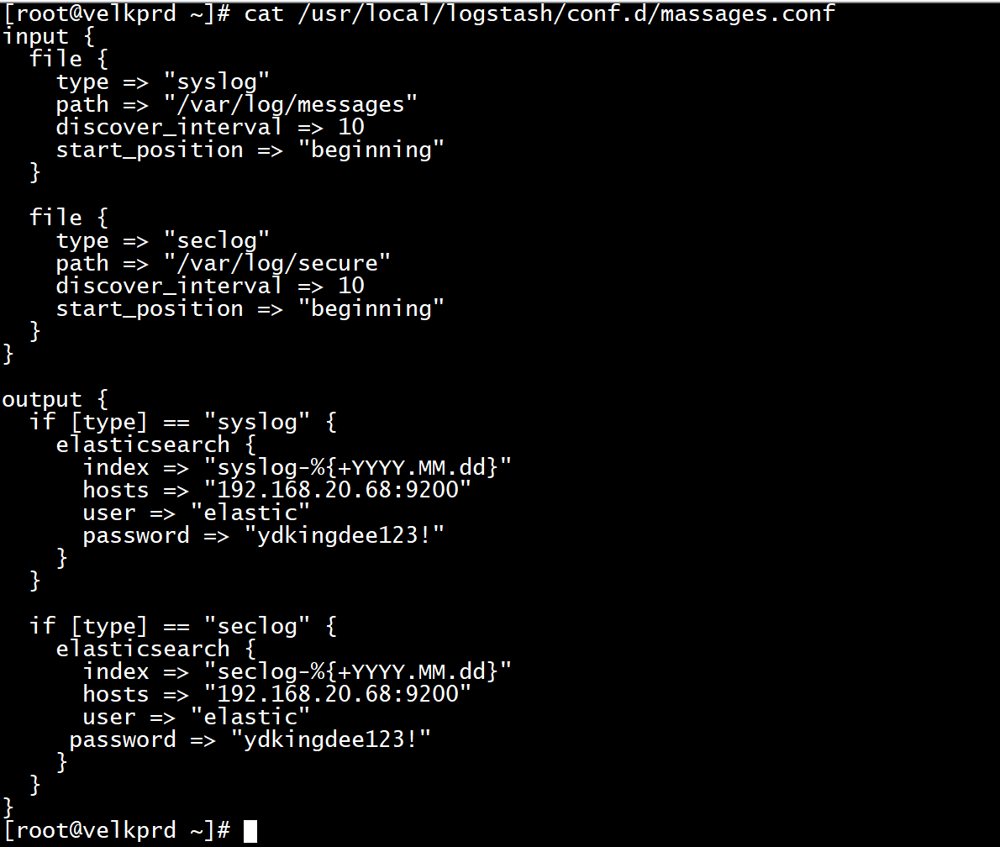 [root@velkprd ~]# cat /usr/local/logstash/conf.d/massages.conf
input {
  file {
    type => "syslog"
    path => "/var/log/messages"
    discover_interval => 10
    start_position => "beginning"
  }

  file {
    type => "seclog"
    path => "/var/log/secure"
    discover_interval => 10
    start_position => "beginning"
  }
}

output {
  if [type] == "syslog" {
    elasticsearch {
      index => "syslog-%{+YYYY.MM.dd}"
      hosts => "192.168.20.68:9200"
      user => "elastic"
      password => "ydkingdee123!"
    }
  }

  if [type] == "seclog" {
    elasticsearch {
      index => "seclog-%{+YYYY.MM.dd}"
      hosts => "192.168.20.68:9200"
      user => "elastic"
     password => "ydkingdee123!"
    }
  }
}
[root@velkprd ~]#